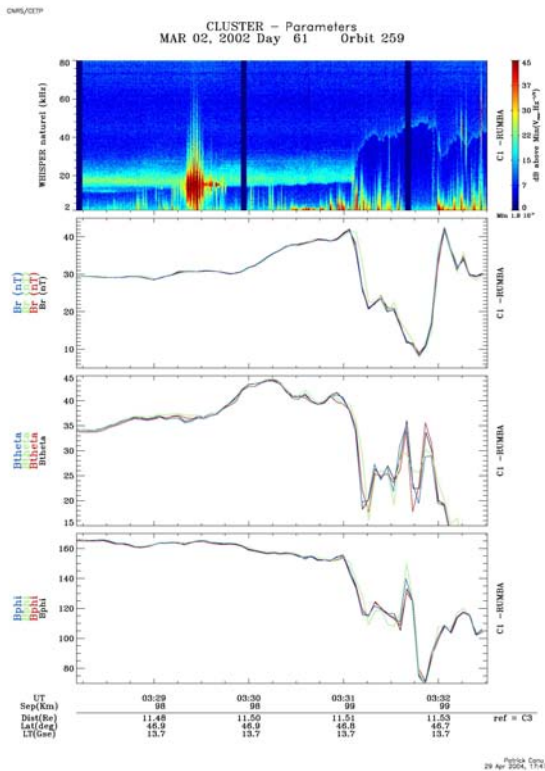 CNRS/CETP
CLUSTER - Parameters
MAR 02, 2002 Day 61 Orbit 259
80
60
40
20
2
WHISPER naturel (kHz)
C1 -RUMBA
45
37
30
22
15
7
0
dB above Min
40
30
20
10
Br (nT)
Br (nT)
Br (nT)
Br (nT)
C1 -RUMBA
45
40
35
30
25
20
15
Btheta
Btheta
Btheta
Btheta
C1 -RUMBA
160
140
120
100
80
Bphi
Bphi
Bphi
Bphi
C1 -RUMBA
UT 03:29 03:30 03:31 03:32
Sep(Km) 98 98 99 99
Dist(Re) 11.48 11.50 11.51 11.53 ref = C3
Lat(deg) 46.9 46.9 46.8 46.7
LT(Gse) 13.7 13.7 13.7 13.7
Patrick Canu
29 Apr 2004, 17:4